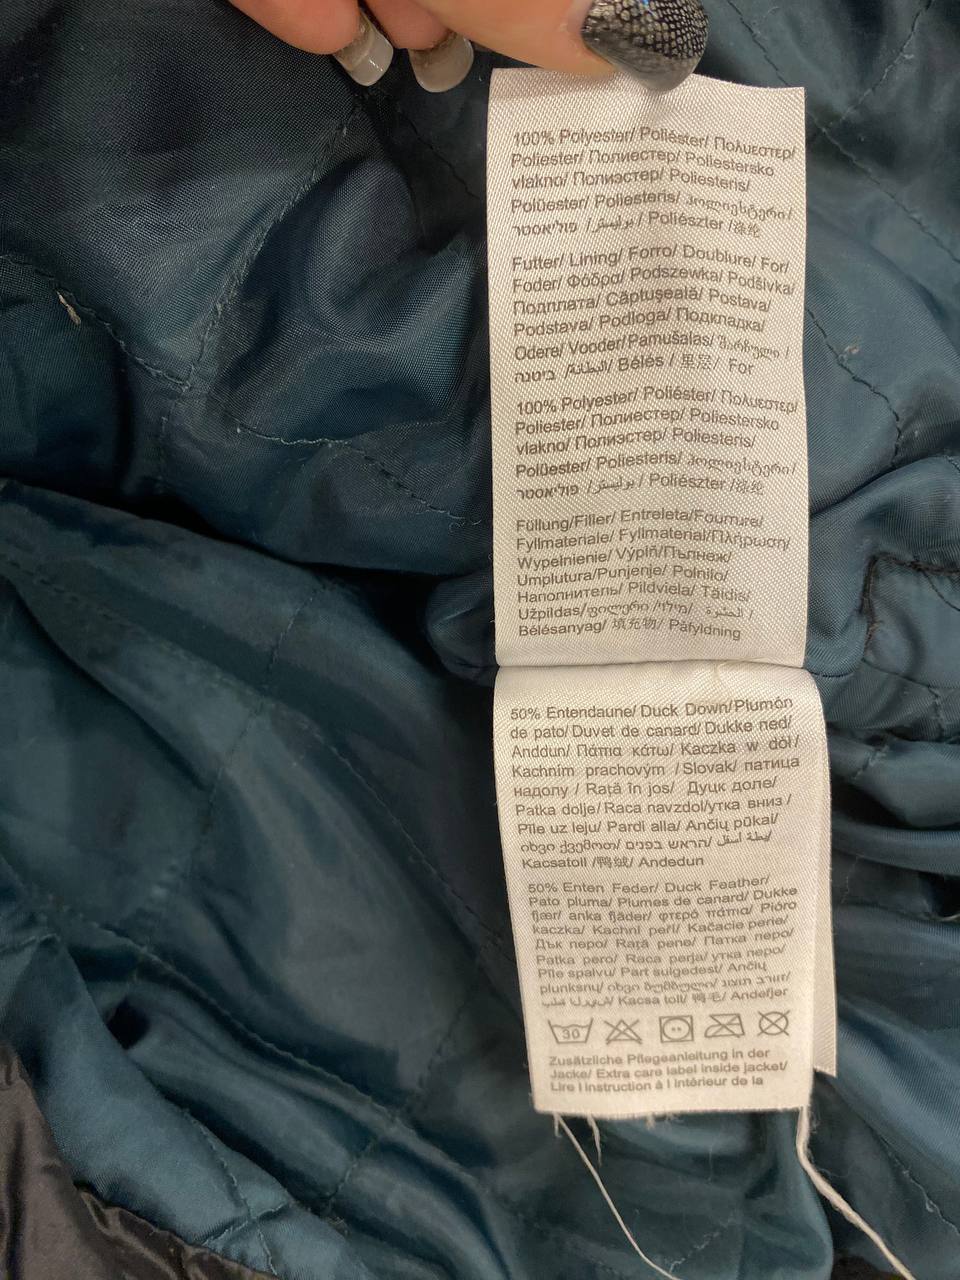 100% Polyester/ Poliéster/ Πολυεστερ/
Poliester/ Полиестер/ Poliestersko
vlakno/ Полиэстер/ Poliesteris/
Polüester/ Poliesteris/ პოლიესტერი/
פוליאסטר /بوليستر/ Poliészter /涤纶
Futter/ Lining/ Forro/ Doublure/ For/
Foder/ Φόδρα/ Podszewka/ Podšívka/
Подплата/ Căptuşeală/ Postava/
Podstava/ Podloga/ Подкладка/
Odere/ Vooder/ Pamušalas/ სარჩული /
ביטנה /البطانة/ Bélés / 里层/ For
100% Polyester/ Poliéster/ Πολυεστερ/
Poliester/ Полиестер/ Poliestersko
vlakno/ Полиэстер/ Poliesteris/
Polüester/ Poliesteris/ პოლიესტერი/
פוליאסטר /بوليستر/ Poliészter /涤纶
Füllung/Filler/ Entreleta/Fourrure/
Fyllmateriale/ Fyllmaterial/Πλήρωση/
Wypełnienie/ Výplň/Пълнеж/
Umplutura/Punjenje/ Polnilo/
Наполнитель/ Pildviela/ Täidis/
Užpildas/ფილერი /מילוי/ الحشوة /
Bélésanyag/ 填充物/ Påfyldning
50% Entendaune/ Duck Down/Plumón
de pato/Duvet de canard/Dukke ned/
Anddun/ Πάπια κάτω/ Kaczka w dół/
Kachním prachovým /Slovak/ патица
надолу / Rață în jos/ Дуцк доле/
Patka dolje/Raca navzdol/утка вниз /
Pīle uz leju/ Pardi alla/ Ančių pūkai/
იხვი ქვემოთ/ הראש בפנים/ بطة أسفل/
Kacsatoll /鸭绒/ Andedun
50% Enten Feder/ Duck Feather/
Pato pluma/ Plumes de canard/ Dukke
fjær/ anka fjäder/ φτερό πάπια/ Pióro
kaczka/ Kachní peří/ Kačacie perie/
Дък перо/ Rață pene/ Патка перо/
Patka pero/ Raca perja/ утка перо/
Pīle spalvu/ Part sulgedest/ Ančių
plunksnų/ იხვი ბუმბული/
Kacsa toll/ 鸭毛/ Andefjer
30
Zusätzliche Pflegeanleitung in der
Jacke/ Extra care label inside jacket/
Lire l instruction à l intérieur de la